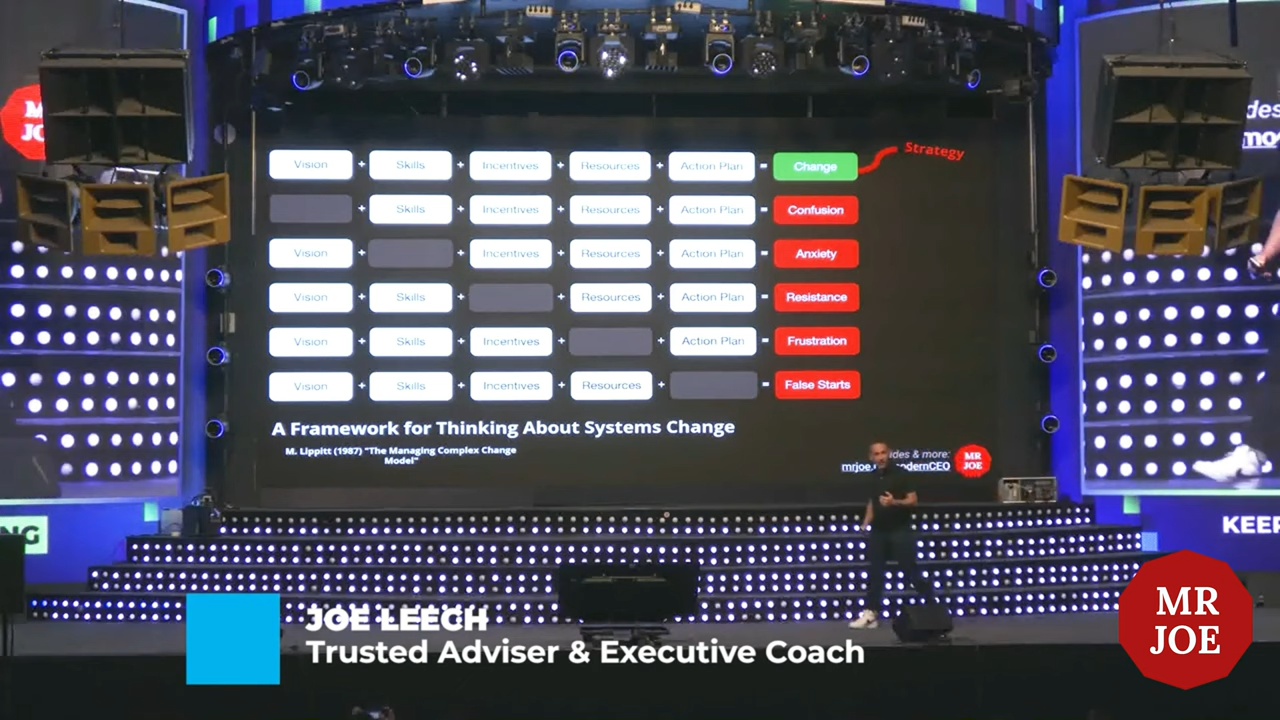 Vision + Skills + Incentives + Resources + Action Plan = Change
Strategy
Skills + Incentives + Resources + Action Plan = Confusion
Vision + Incentives + Resources + Action Plan = Anxiety
Vision + Skills + Resources + Action Plan = Resistance
Vision + Skills + Incentives + Action Plan = Frustration
Vision + Skills + Incentives + Resources + = False Starts
A Framework for Thinking About Systems Change
M. Lippitt (1987) "The Managing Complex Change
Model"
& more:
MR
JOE
JOE LEECH
Trusted Adviser & Executive Coach
MR
JOE